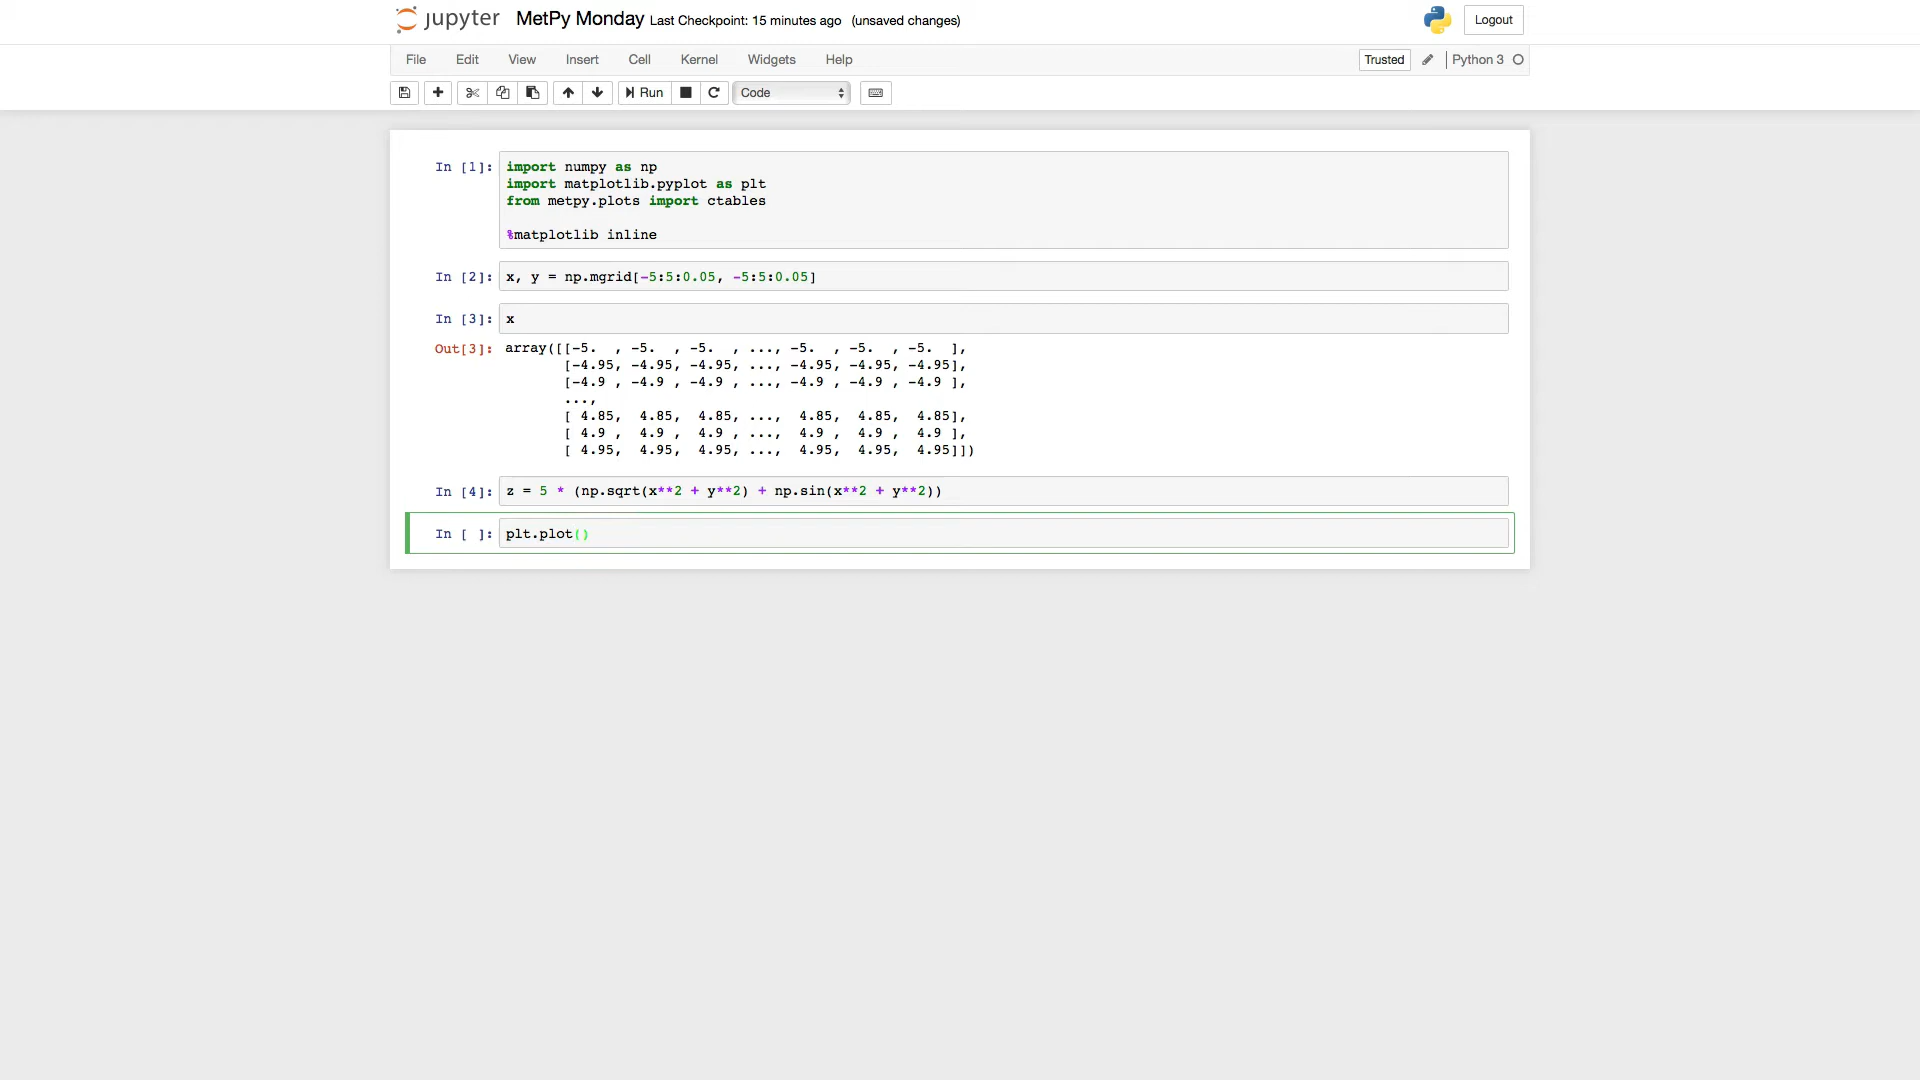 jupyter MetPy Monday Last Checkpoint: 15 minutes ago (unsaved changes) Logout
File Edit View Insert Cell Kernel Widgets Help Trusted Python 3
Run Code
In [1]: import numpy as np
import matplotlib.pyplot as plt
from metpy.plots import ctables
%matplotlib inline
In [2]: x, y = np.mgrid[-5:5:0.05, -5:5:0.05]
In [3]: x
Out[3]: array([[-5.  , -5.  , -5.  , ..., -5.  , -5.  , -5.  ],
[-4.95, -4.95, -4.95, ..., -4.95, -4.95, -4.95],
[-4.9 , -4.9 , -4.9 , ..., -4.9 , -4.9 , -4.9 ],
...,
[ 4.85,  4.85,  4.85, ...,  4.85,  4.85,  4.85],
[ 4.9 ,  4.9 ,  4.9 , ...,  4.9 ,  4.9 ,  4.9 ],
[ 4.95,  4.95,  4.95, ...,  4.95,  4.95,  4.95]])
In [4]: z = 5 * (np.sqrt(x**2 + y**2) + np.sin(x**2 + y**2))
In [ ]: plt.plot()